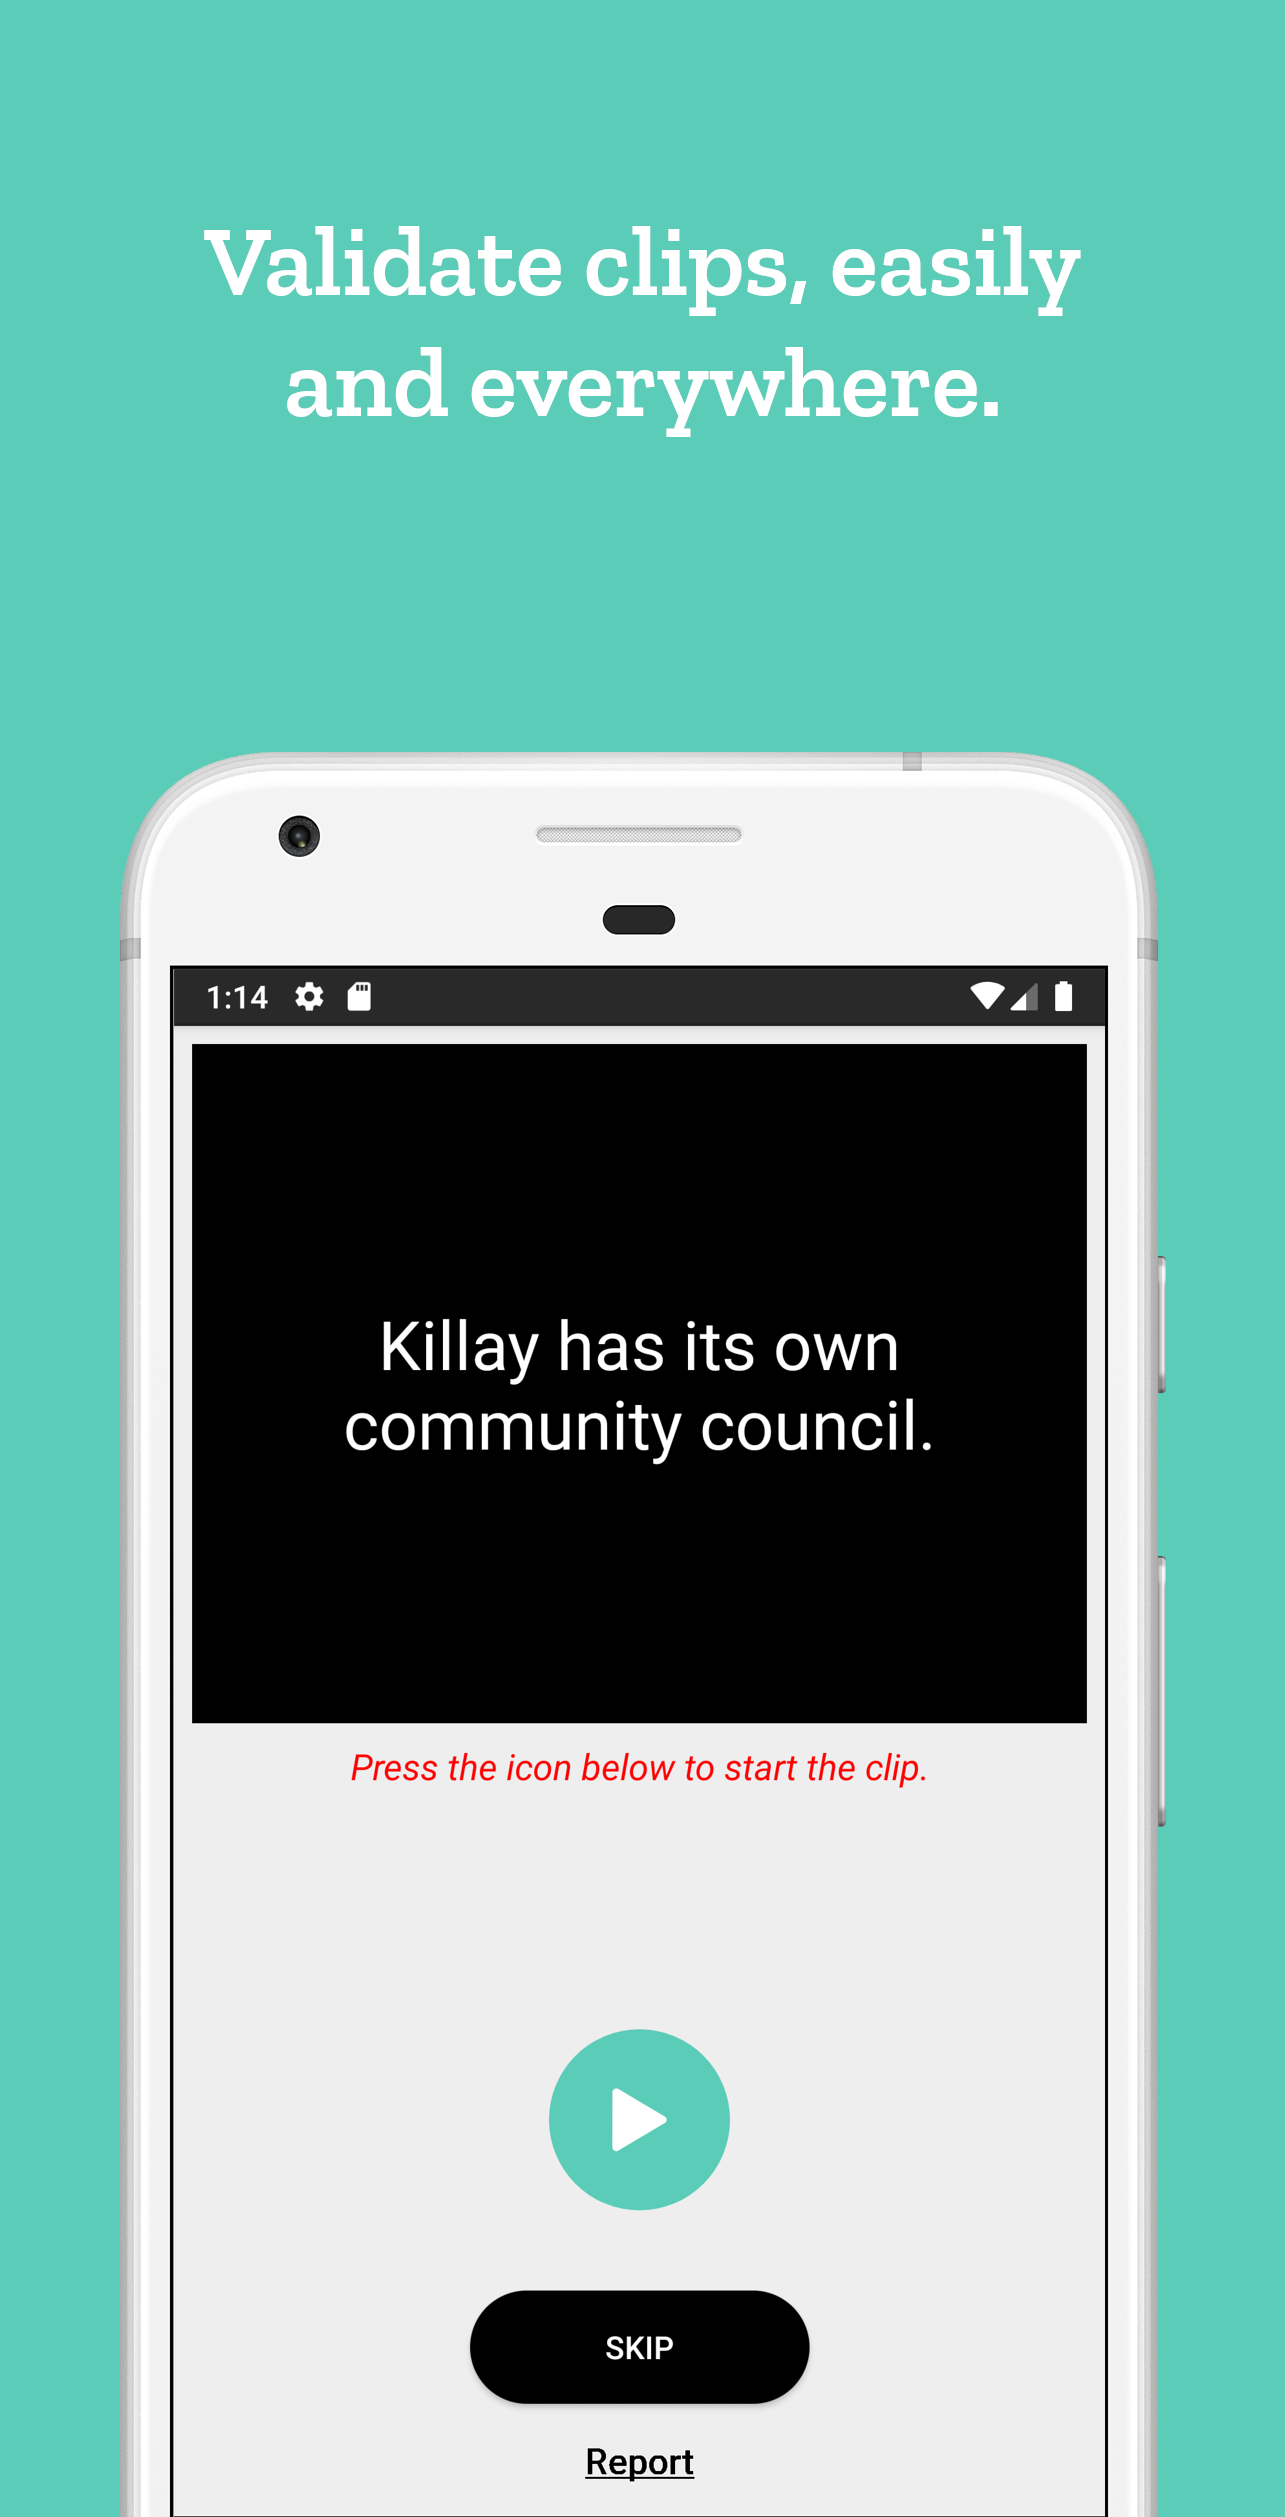 Validate clips, easily
and everywhere.
1:14
Killay has its own
community council.
Press the icon below to start the clip.
SKIP
Report